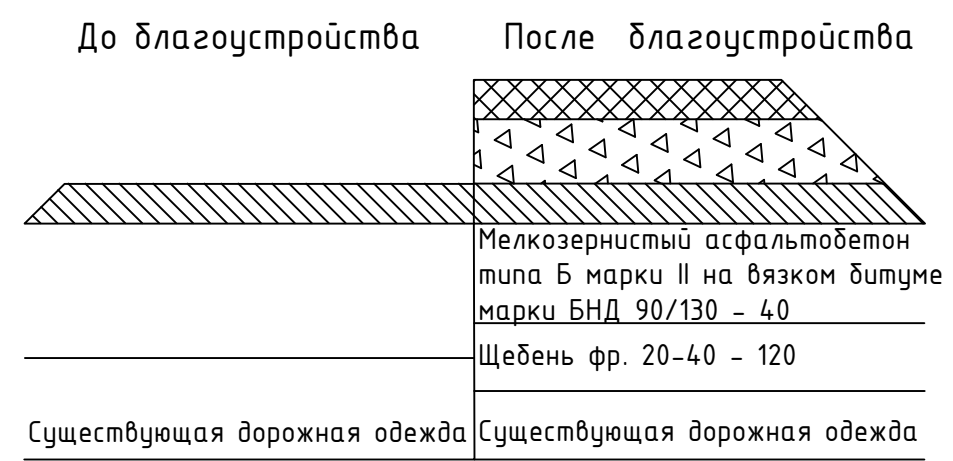 До благоустройства
После благоустройства
Мелкозернистый асфальтобетон
типа Б марки II на вязком битуме
марки БНД 90/130 - 40
Щебень фр. 20-40 - 120
Существующая дорожная одежда
Существующая дорожная одежда